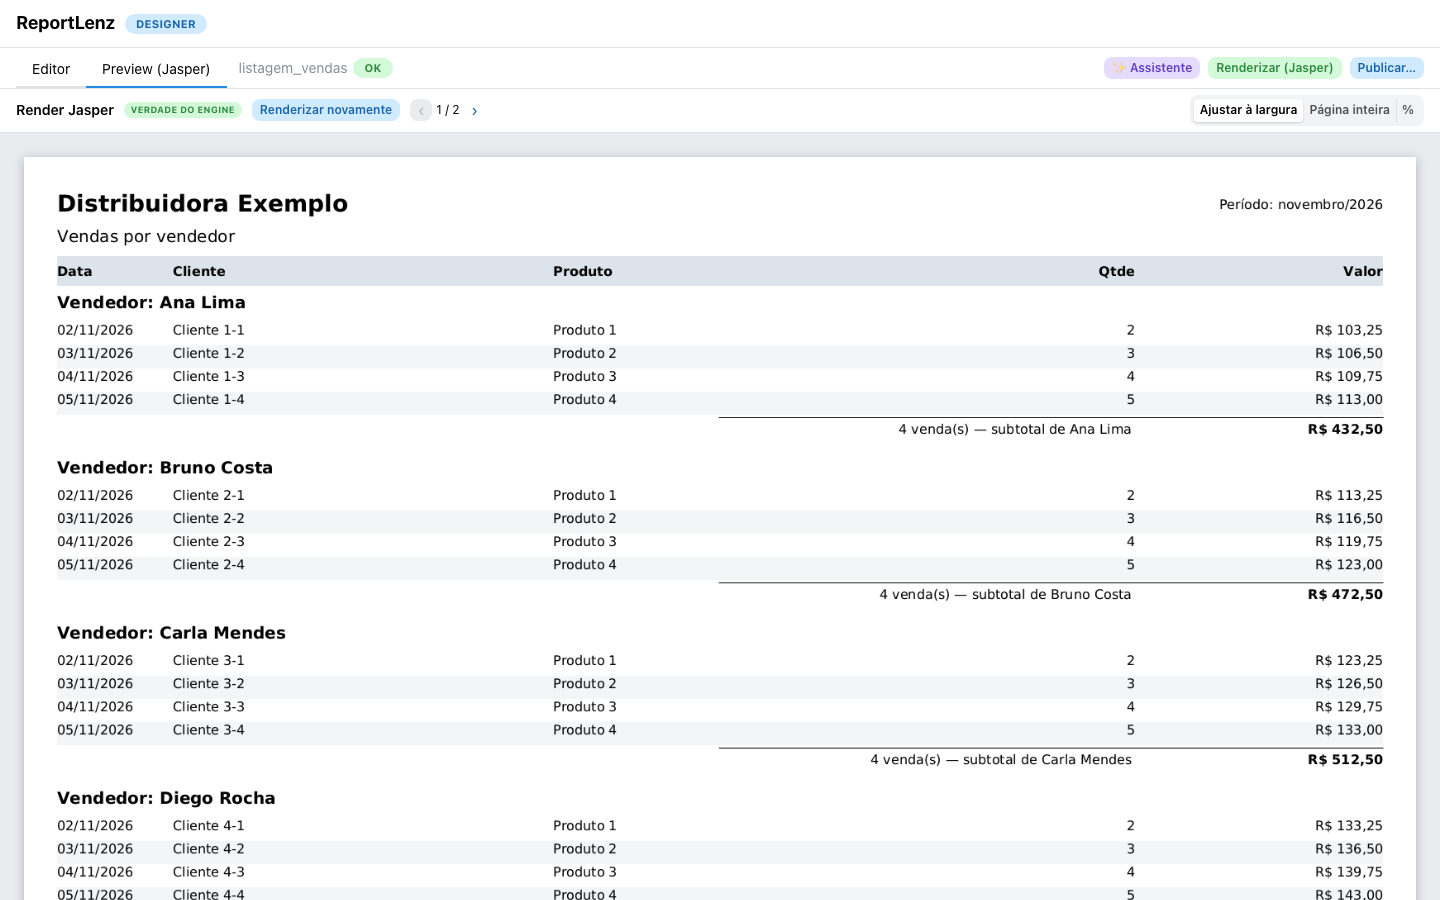 ReportLenz DESIGNER
Editor Preview (Jasper) listagem_vendas OK ✨ Assistente Renderizar (Jasper) Publicar...
Render Jasper VERDADE DO ENGINE Renderizar novamente ‹ 1 / 2 › Ajustar à largura Página inteira %
Distribuidora Exemplo Período: novembro/2026
Vendas por vendedor
Data Cliente Produto Qtde Valor
Vendedor: Ana Lima
02/11/2026 Cliente 1-1 Produto 1 2 R$ 103,25
03/11/2026 Cliente 1-2 Produto 2 3 R$ 106,50
04/11/2026 Cliente 1-3 Produto 3 4 R$ 109,75
05/11/2026 Cliente 1-4 Produto 4 5 R$ 113,00
4 venda(s) — subtotal de Ana Lima R$ 432,50
Vendedor: Bruno Costa
02/11/2026 Cliente 2-1 Produto 1 2 R$ 113,25
03/11/2026 Cliente 2-2 Produto 2 3 R$ 116,50
04/11/2026 Cliente 2-3 Produto 3 4 R$ 119,75
05/11/2026 Cliente 2-4 Produto 4 5 R$ 123,00
4 venda(s) — subtotal de Bruno Costa R$ 472,50
Vendedor: Carla Mendes
02/11/2026 Cliente 3-1 Produto 1 2 R$ 123,25
03/11/2026 Cliente 3-2 Produto 2 3 R$ 126,50
04/11/2026 Cliente 3-3 Produto 3 4 R$ 129,75
05/11/2026 Cliente 3-4 Produto 4 5 R$ 133,00
4 venda(s) — subtotal de Carla Mendes R$ 512,50
Vendedor: Diego Rocha
02/11/2026 Cliente 4-1 Produto 1 2 R$ 133,25
03/11/2026 Cliente 4-2 Produto 2 3 R$ 136,50
04/11/2026 Cliente 4-3 Produto 3 4 R$ 139,75
05/11/2026 Cliente 4-4 Produto 4 5 R$ 143,00